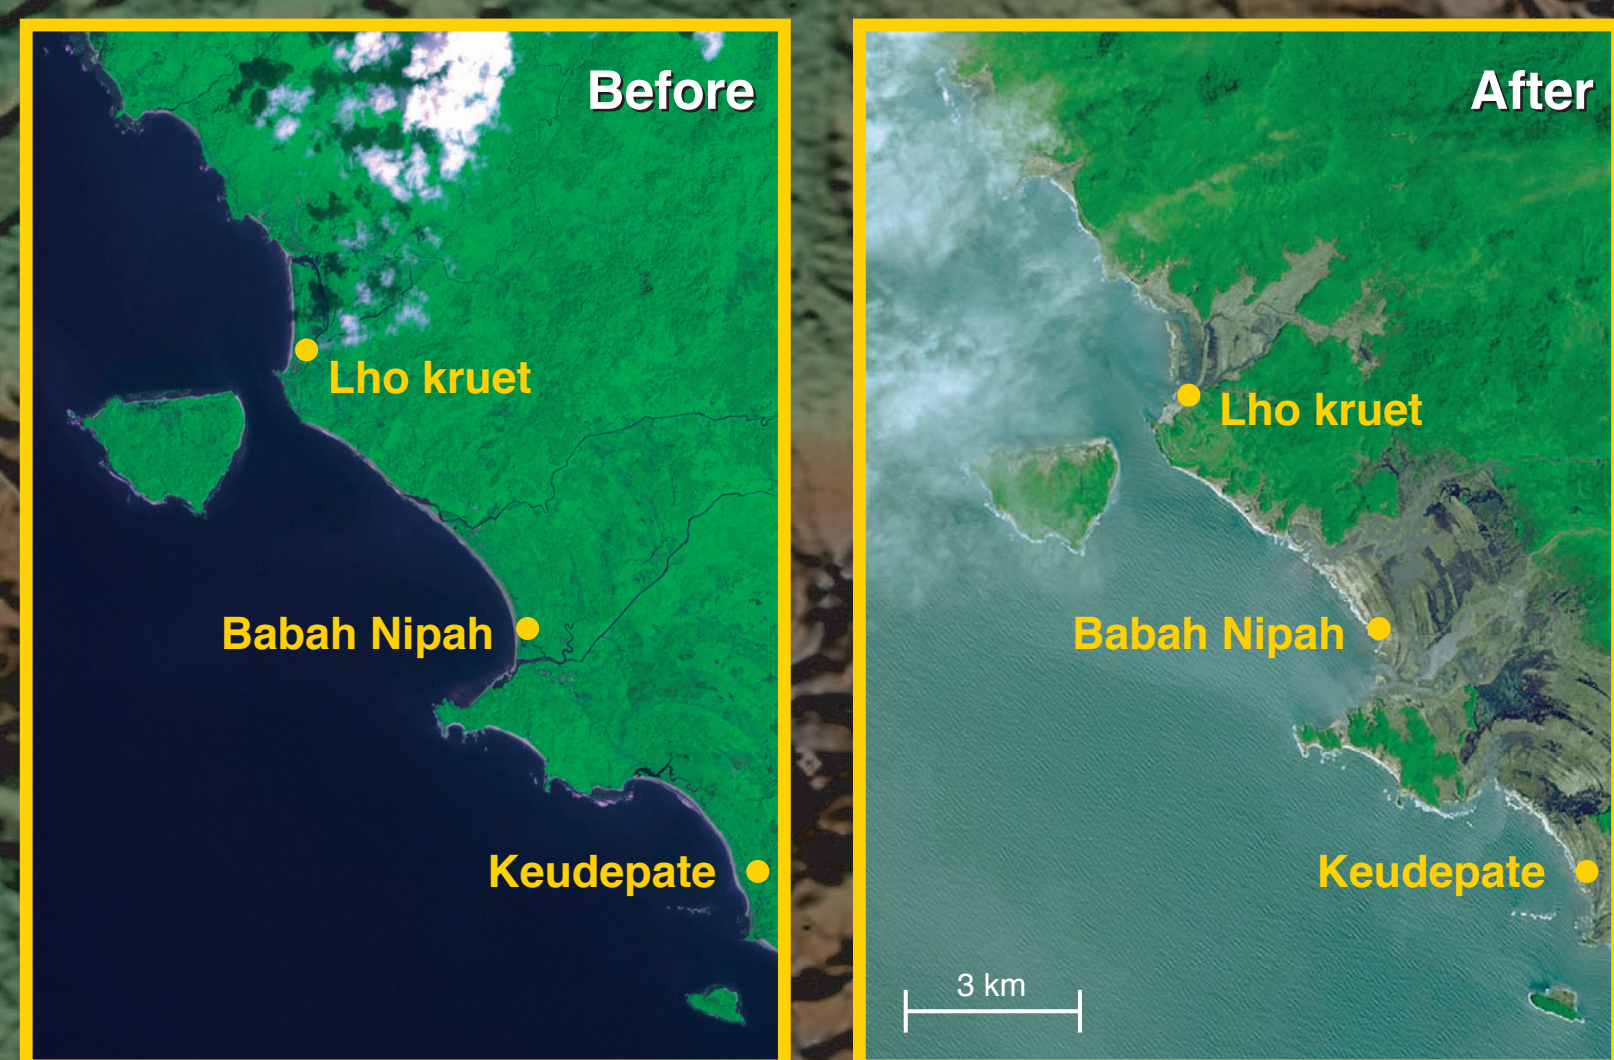 Before
Lho kruet
Babah Nipah
Keudepate
After
Lho kruet
Babah Nipah
Keudepate
3 km